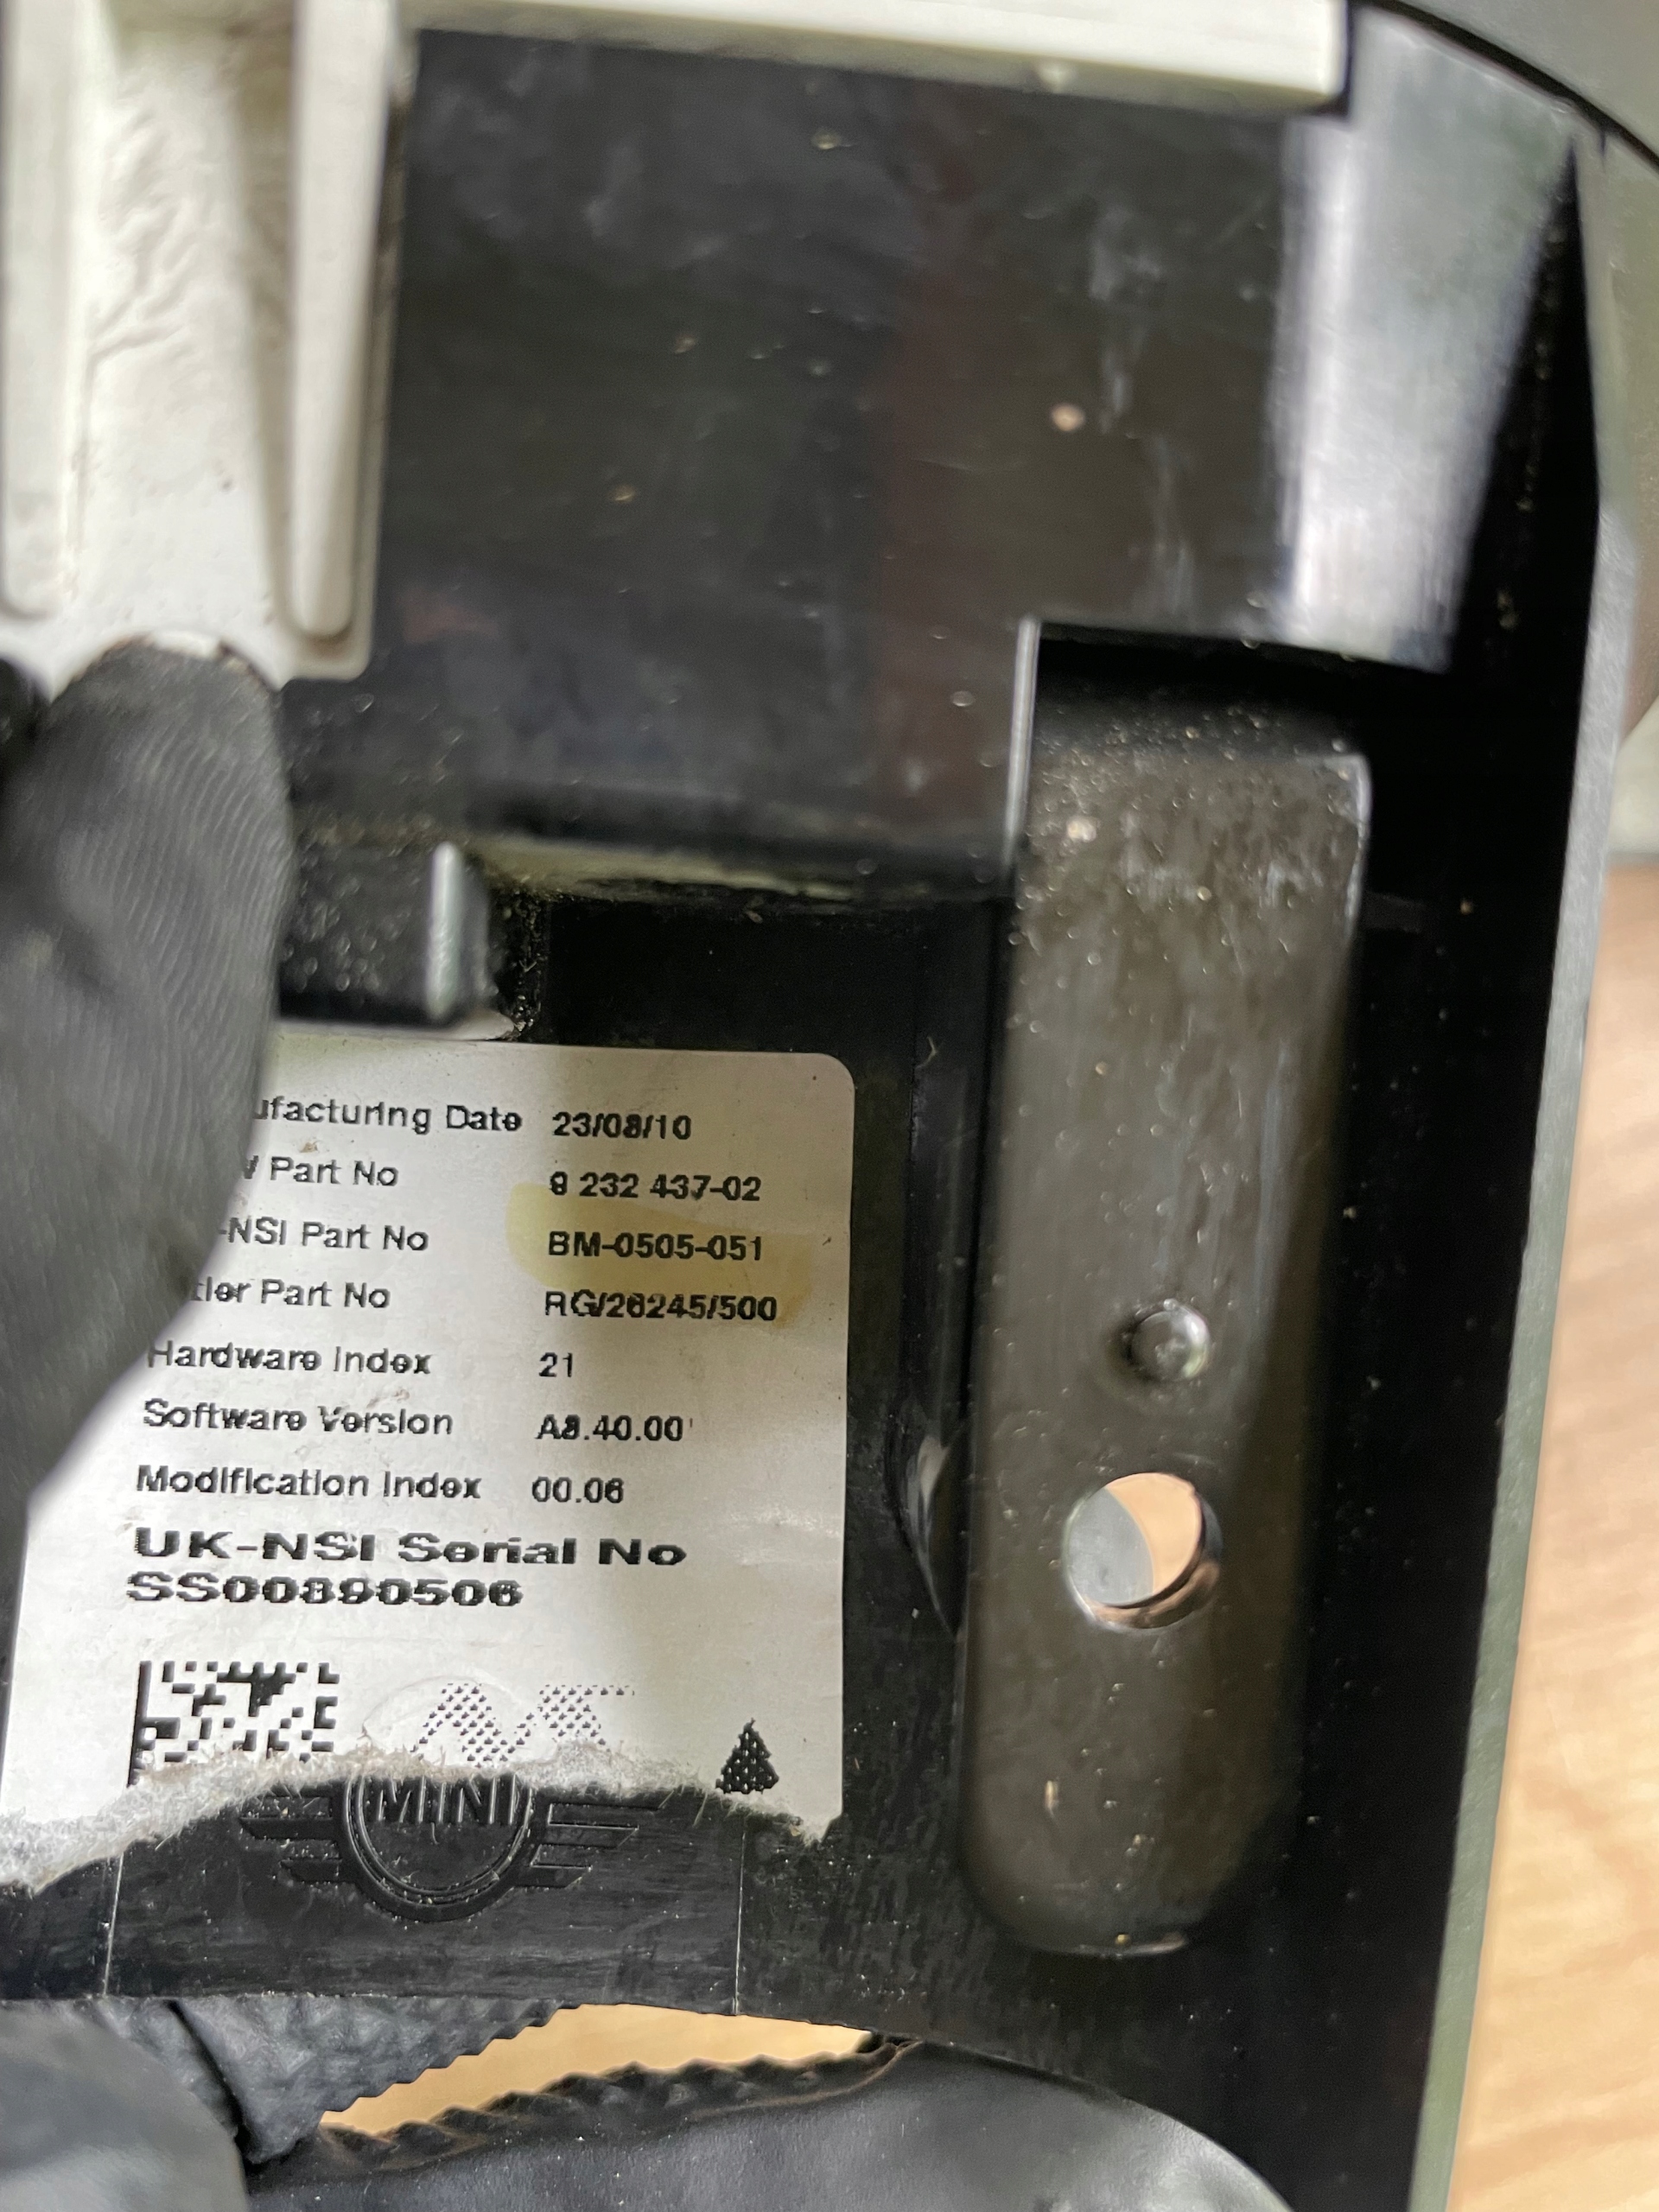 ufacturing Date 23/08/10
Part No 9 232 437-02
-NSI Part No BM-0505-051
tler Part No RG/26245/500
Hardware Index 21
Software Version A8.40.00
Modification Index 00.06
UK-NSI Serial No
SS00890506
MINI